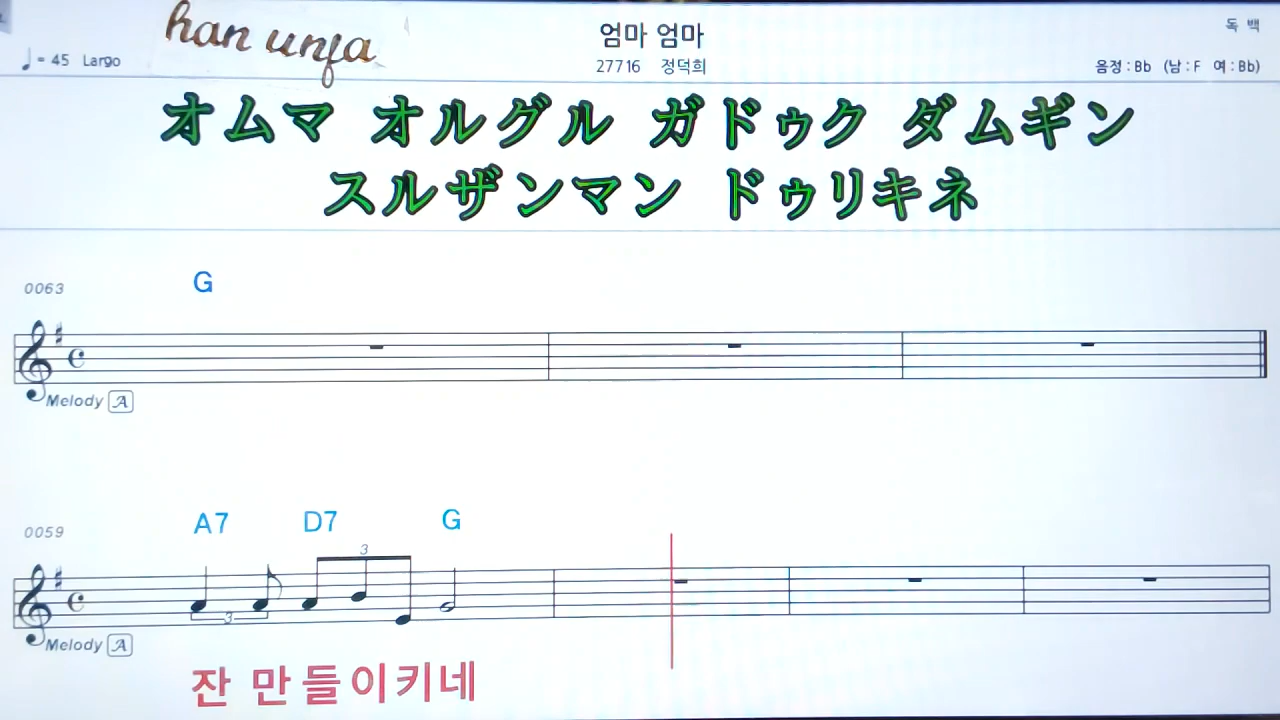 han unja
엄마 엄마
독 백
♩= 45 Largo
27716 정덕희
음정 : Bb (남 : F 여 : Bb)
オムマ オルグル ガドゥク ダムギン
スルザンマン ドゥリキネ
0063
G
Melody A
0059
A7 D7 G
3
3
Melody A
잔 만 들이키네